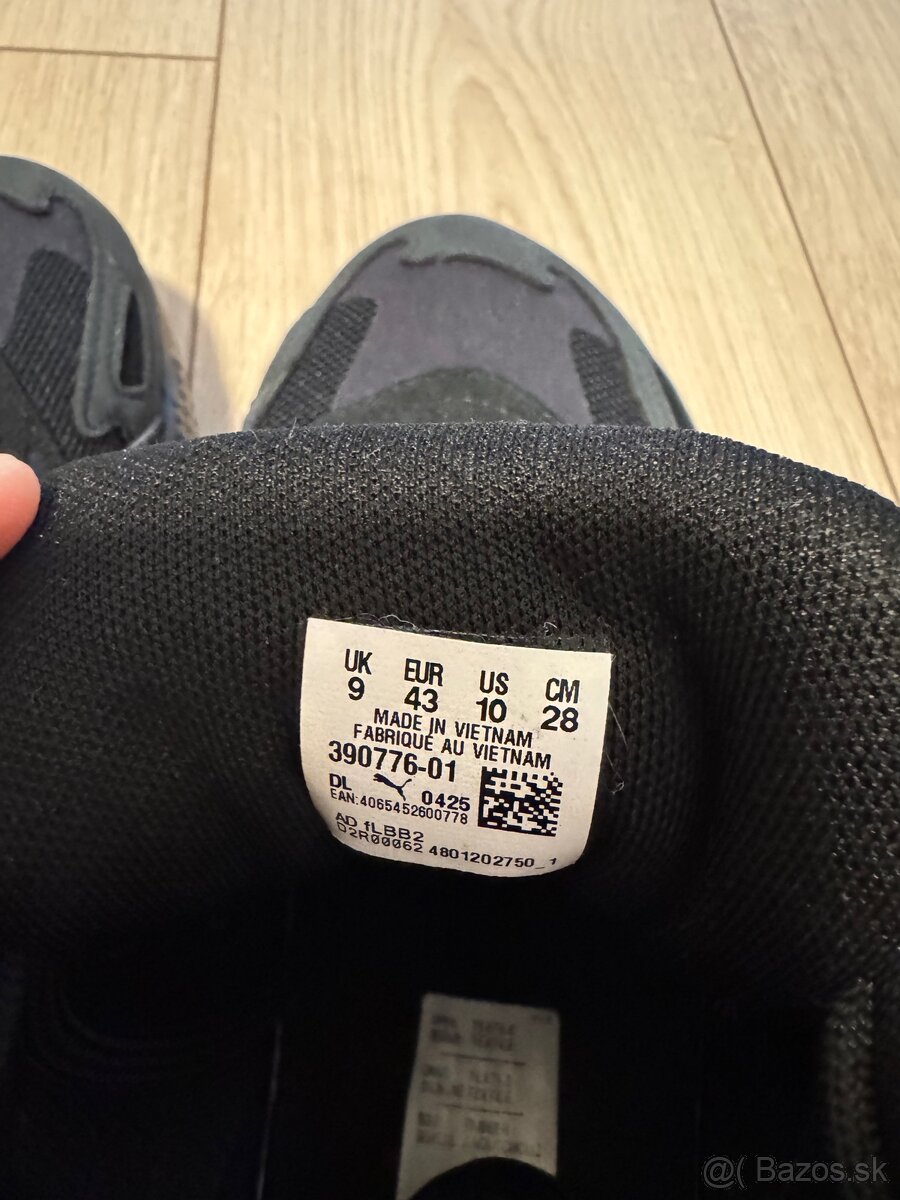 UK EUR US CM
9 43 10 28
MADE IN VIETNAM
FABRIQUÉ AU VIETNAM
390776-01
DL 0425
EAN:4065452600778
AD fLBB2
D2R00062 4801202750_1
@( Bazos.sk